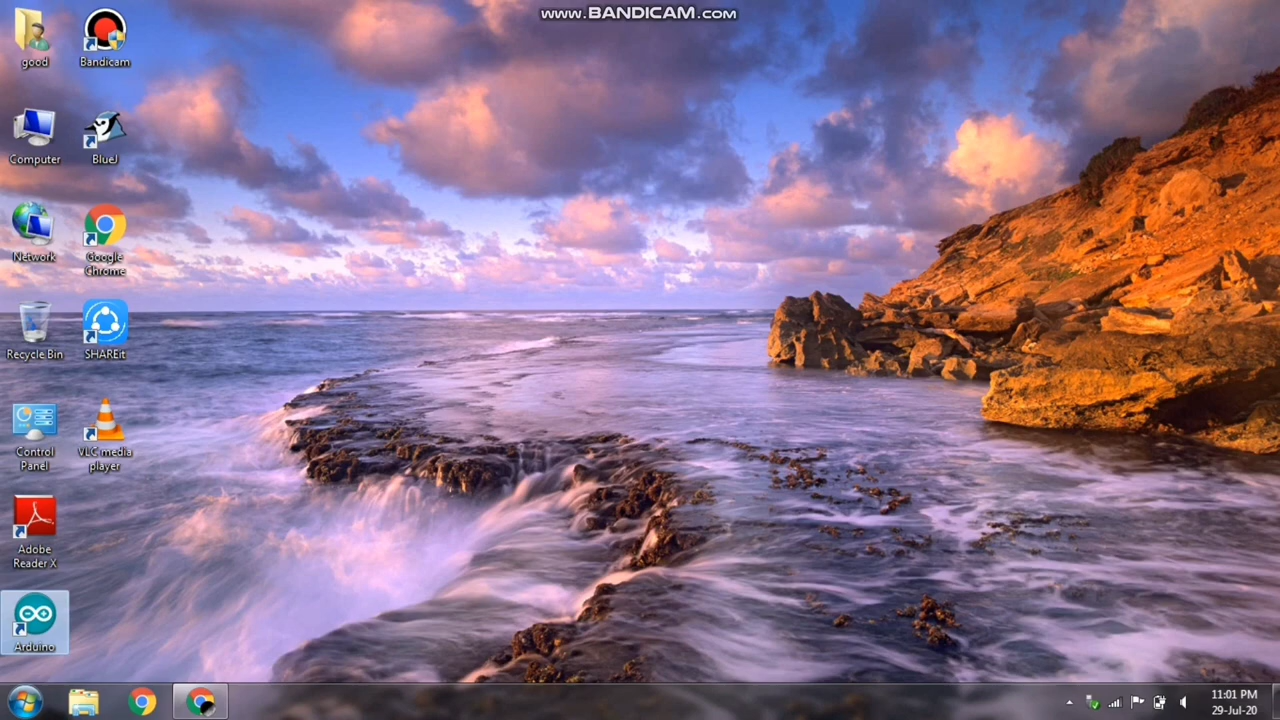 www.BANDICAM.com
good
Bandicam
Computer
BlueJ
Network
Google
Chrome
Recycle Bin
SHAREit
Control
Panel
VLC media
player
Adobe
Reader X
Arduino
11:01 PM
29-Jul-20